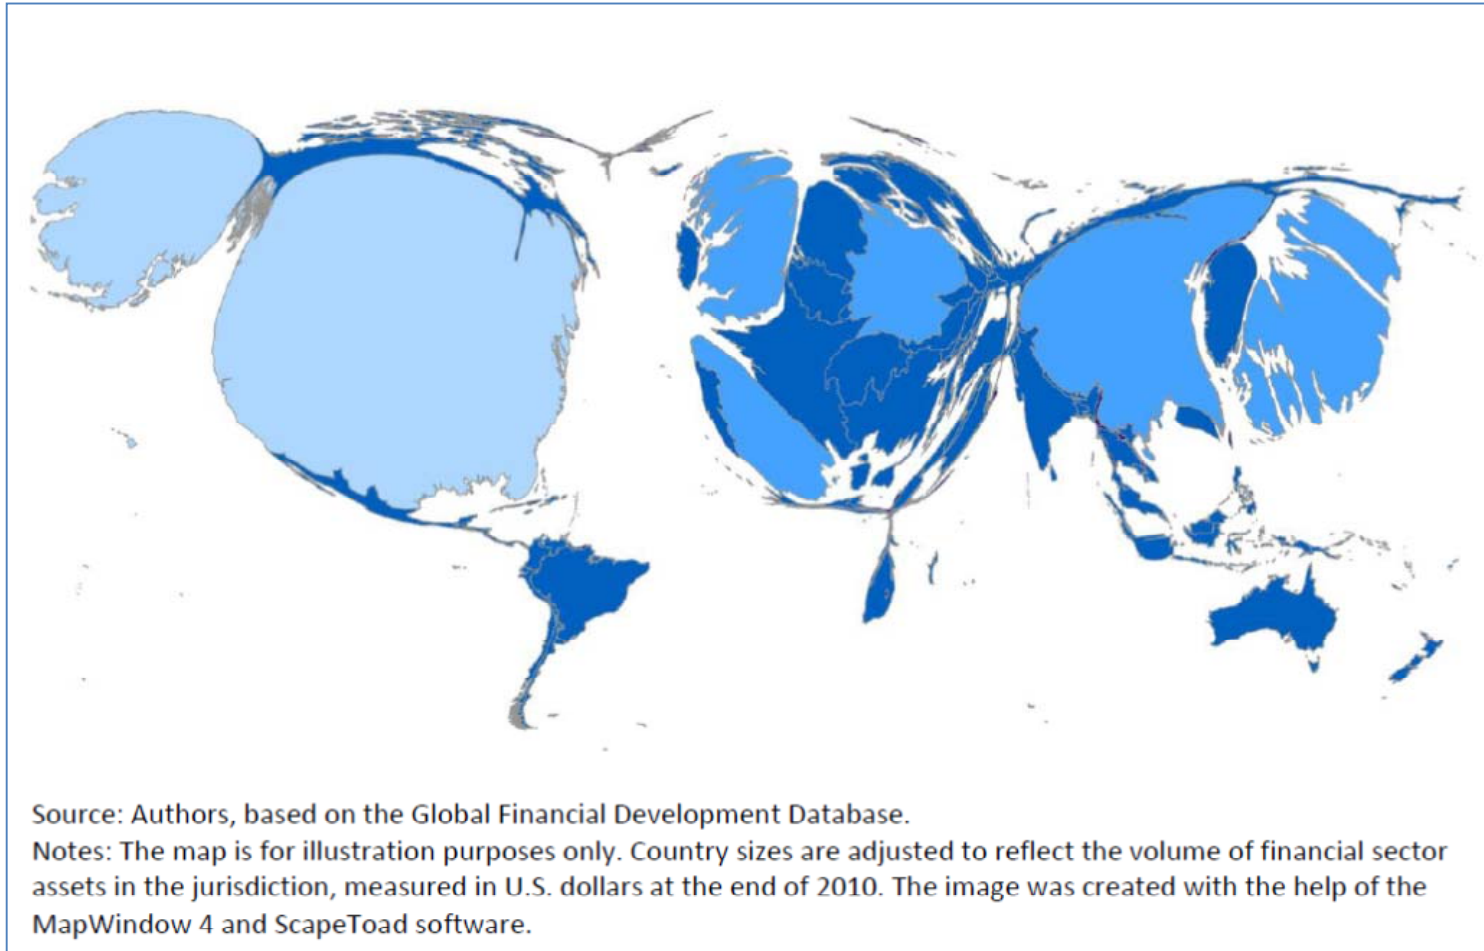 Source: Authors, based on the Global Financial Development Database.
Notes: The map is for illustration purposes only. Country sizes are adjusted to reflect the volume of financial sector
assets in the jurisdiction, measured in U.S. dollars at the end of 2010. The image was created with the help of the
MapWindow 4 and ScapeToad software.